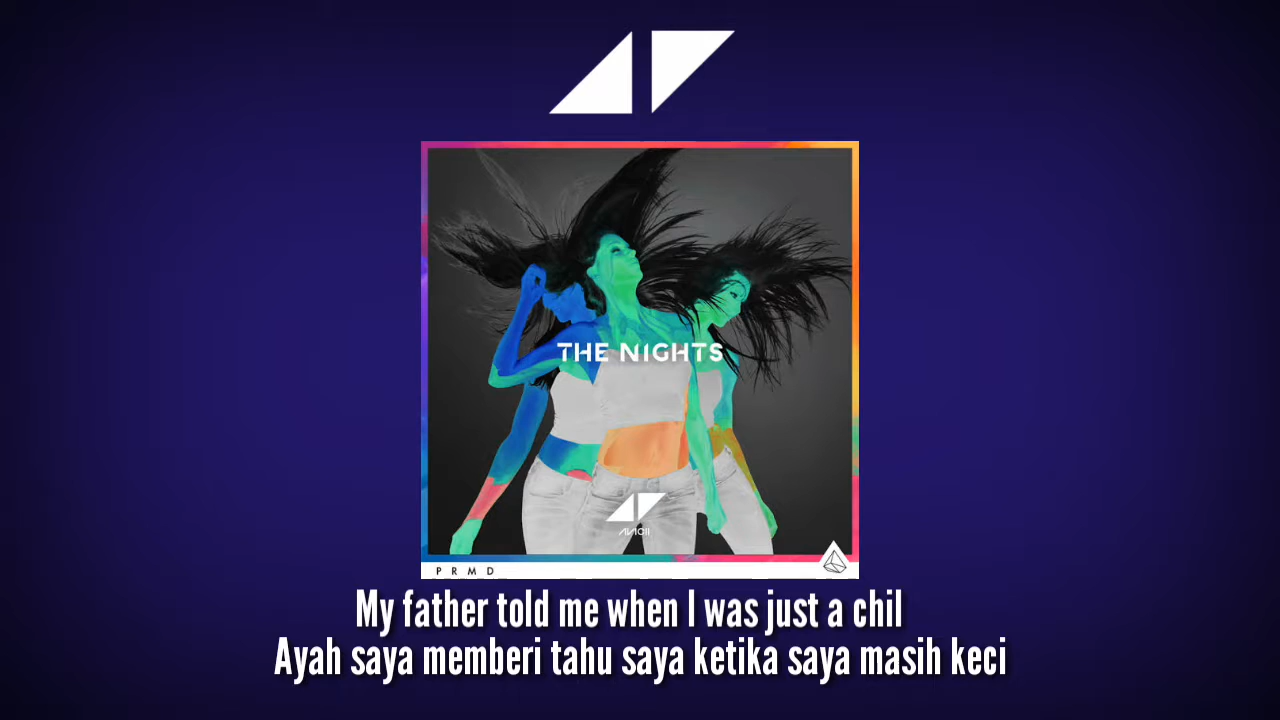 THE NIGHTS
AVICII
PRMD
My father told me when I was just a chil
Ayah saya memberi tahu saya ketika saya masih keci